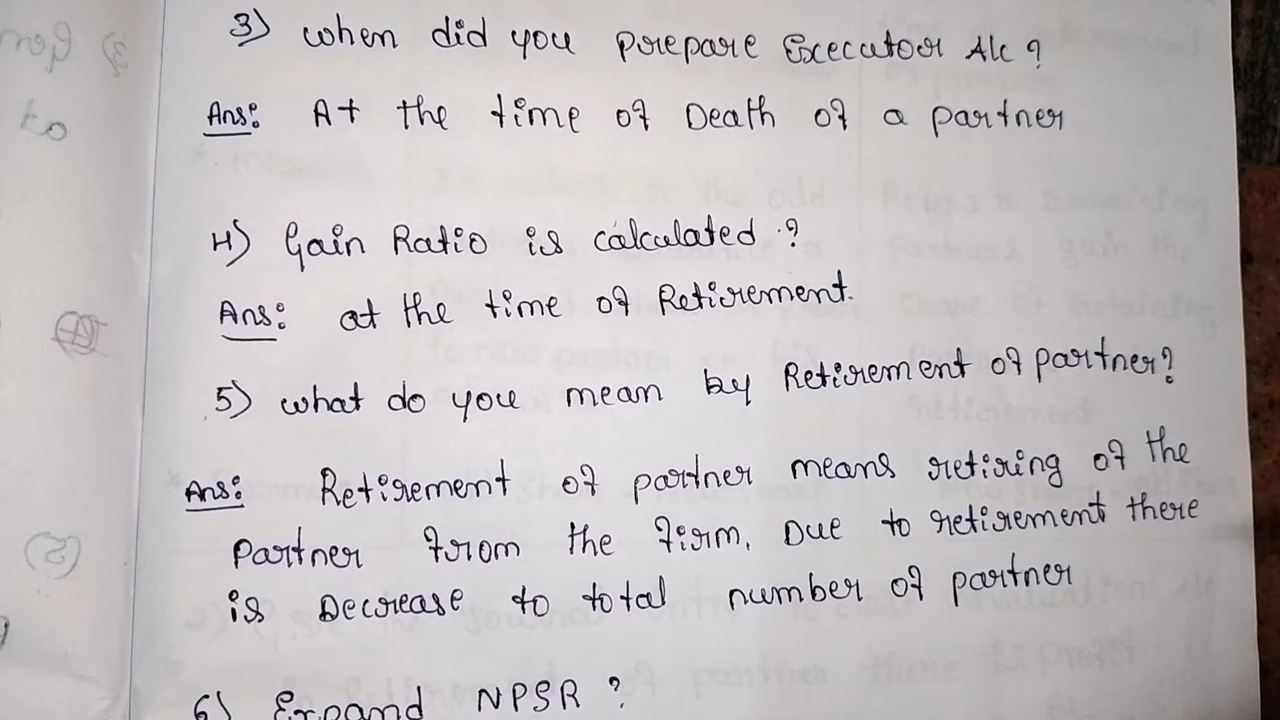 3) When did you prepare Executor A/c ?
Ans: At the time of Death of a partner
4) Gain Ratio is calculated ?
Ans: at the time of Retirement.
5) What do you mean by Retirement of partner?
Ans: Retirement of partner means retiring of the
partner from the firm. Due to retirement there
is Decrease to total number of partner
6) Expand NPSR ?